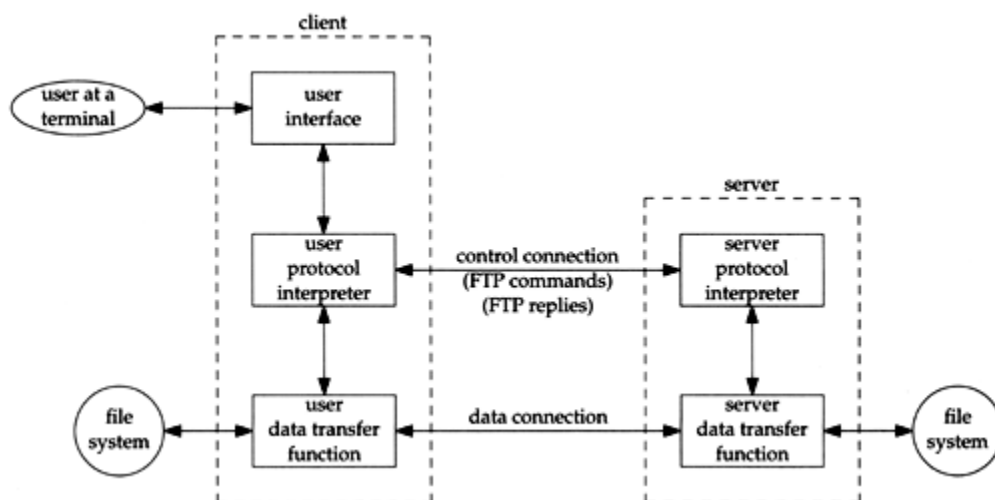 client
user at a
terminal
user
interface
server
user
protocol
interpreter
control connection
(FTP commands)
(FTP replies)
server
protocol
interpreter
file
system
user
data transfer
function
data connection
server
data transfer
function
file
system